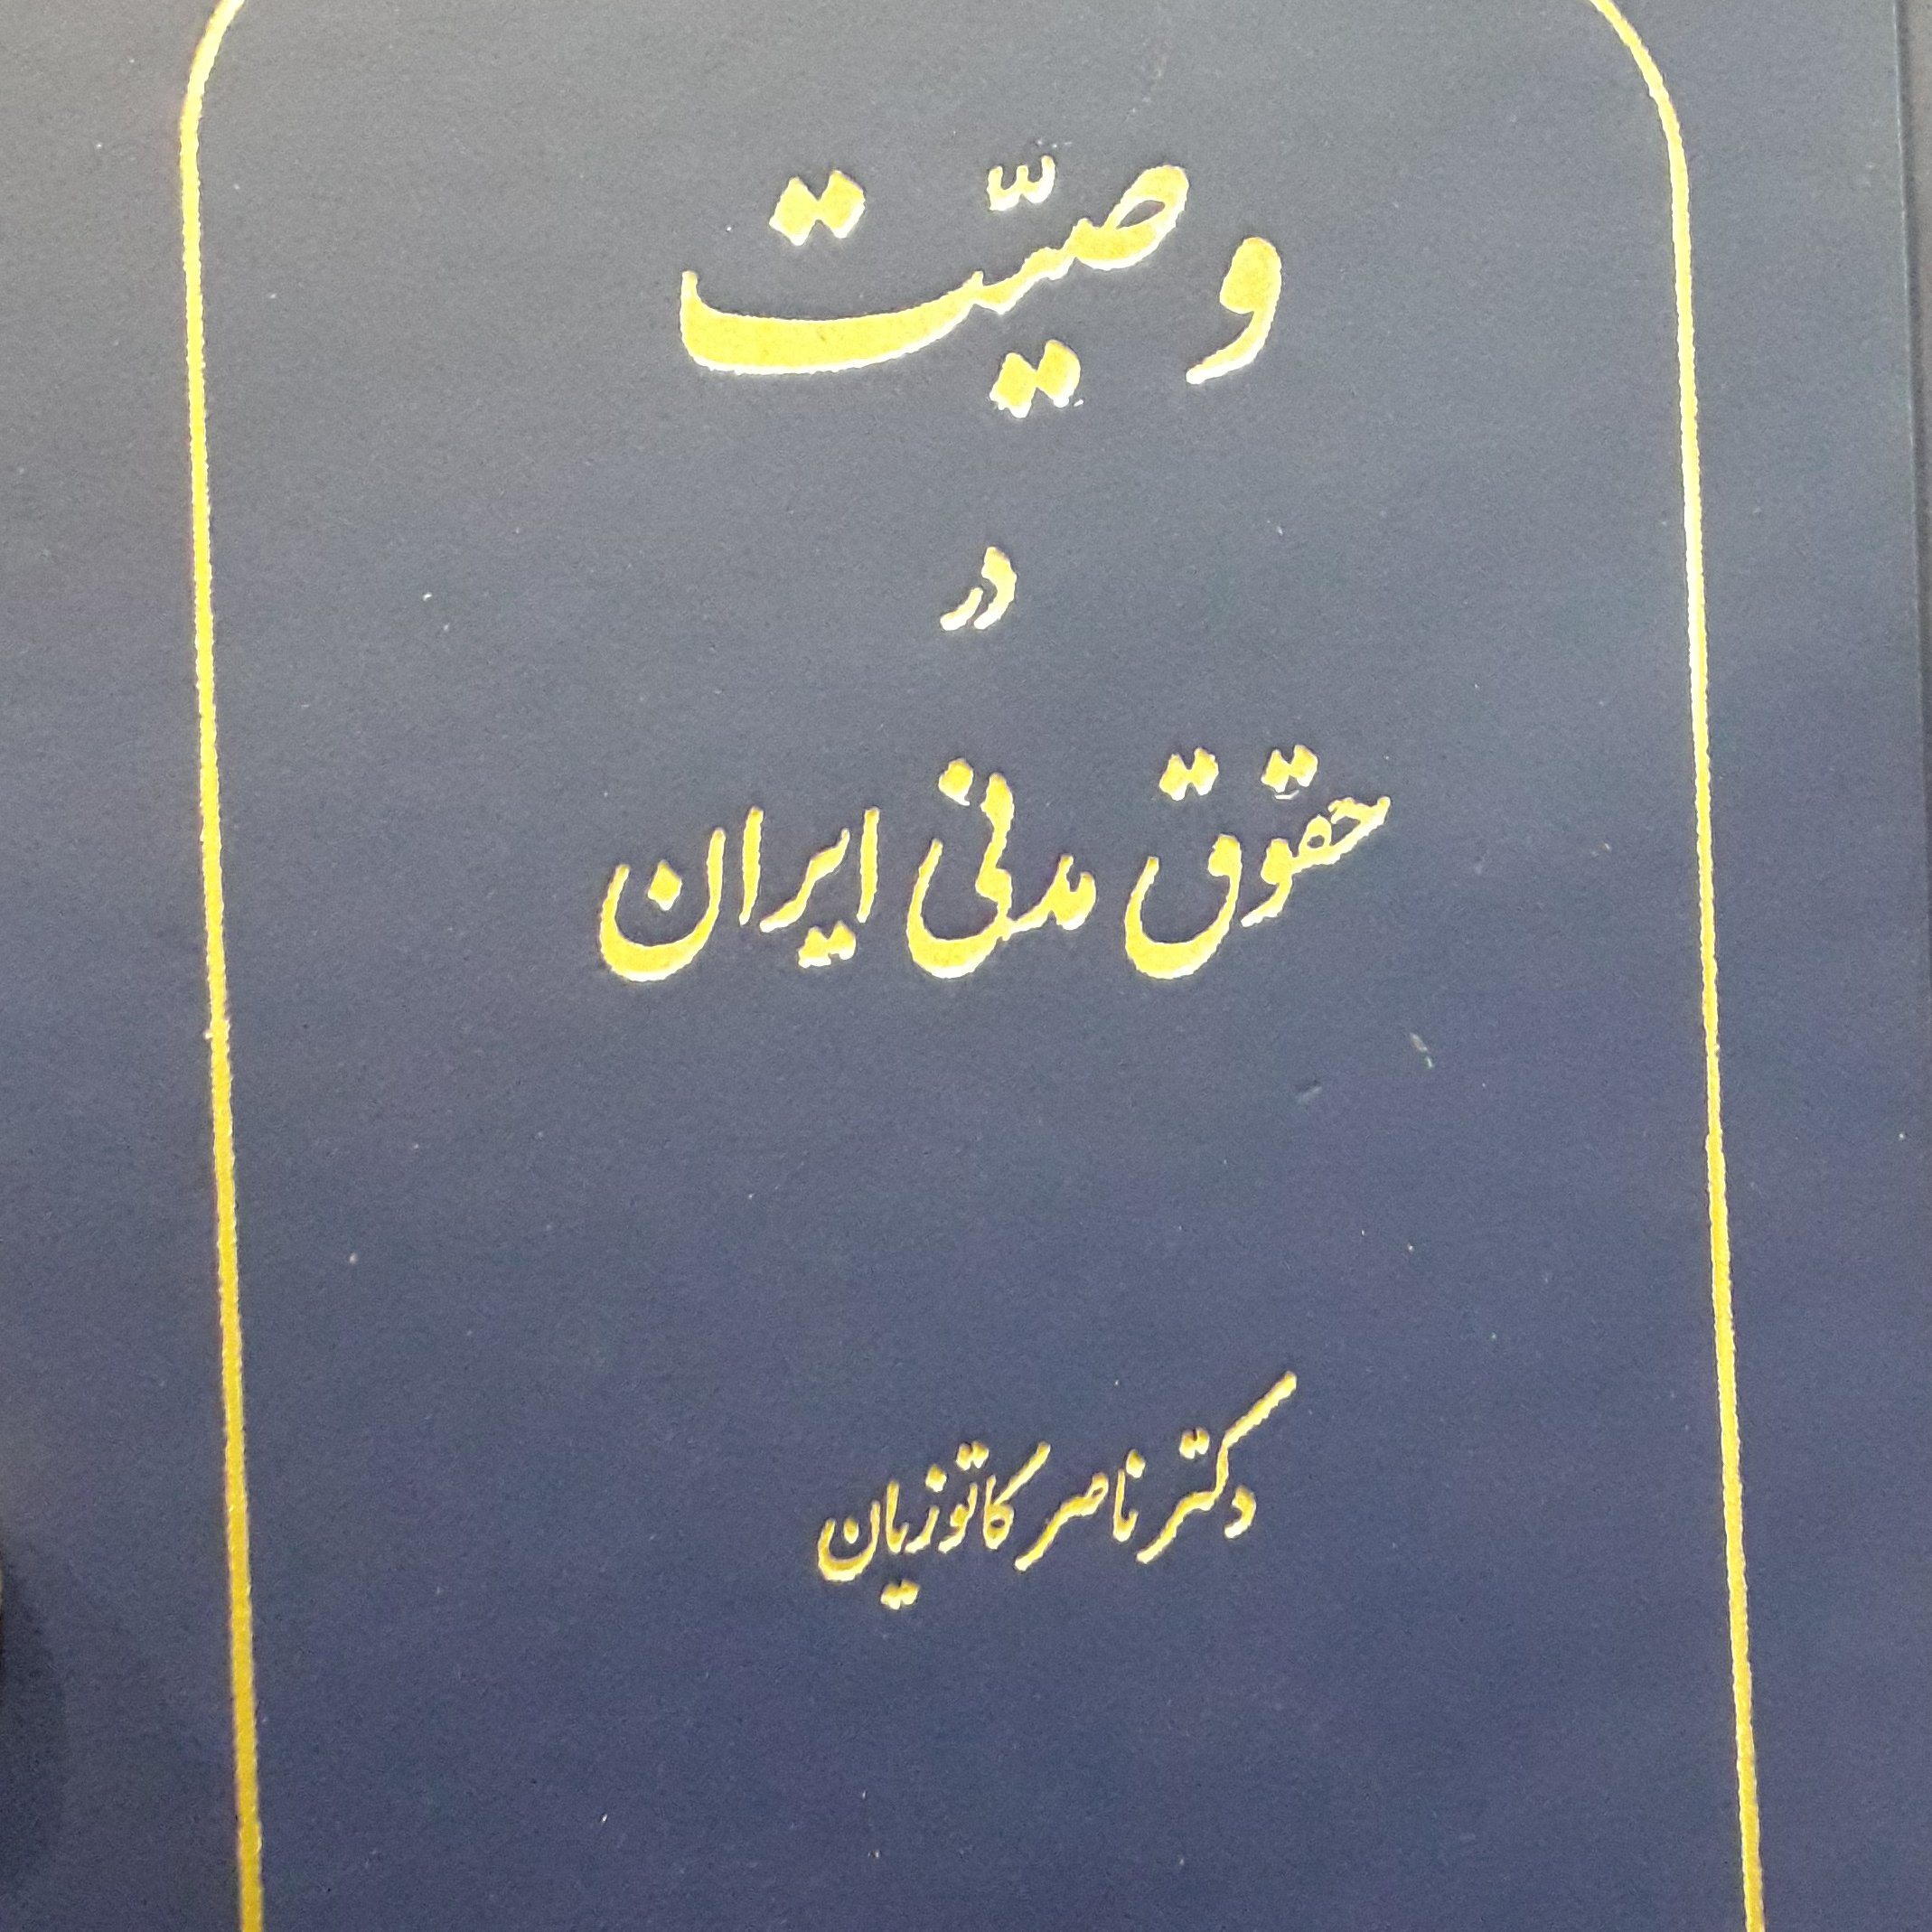 وصیّت
در
حقوق مدنی ایران
دکتر ناصر کاتوزیان